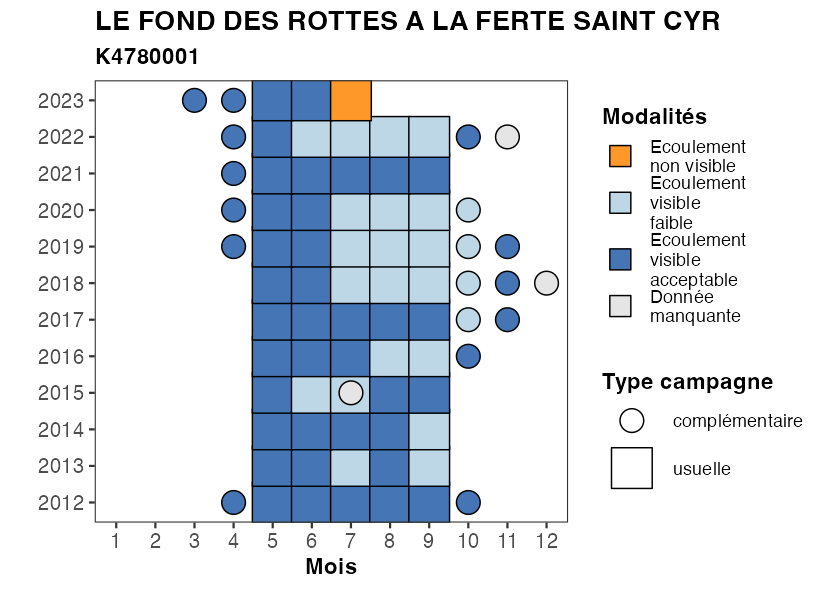 LE FOND DES ROTTES A LA FERTE SAINT CYR
K4780001
2023
2022
2021
2020
2019
2018
2017
2016
2015
2014
2013
2012
1 2 3 4 5 6 7 8 9 10 11 12
Mois
Modalités
Ecoulement
non visible
Ecoulement
visible
faible
Ecoulement
visible
acceptable
Donnée
manquante
Type campagne
complémentaire
usuelle